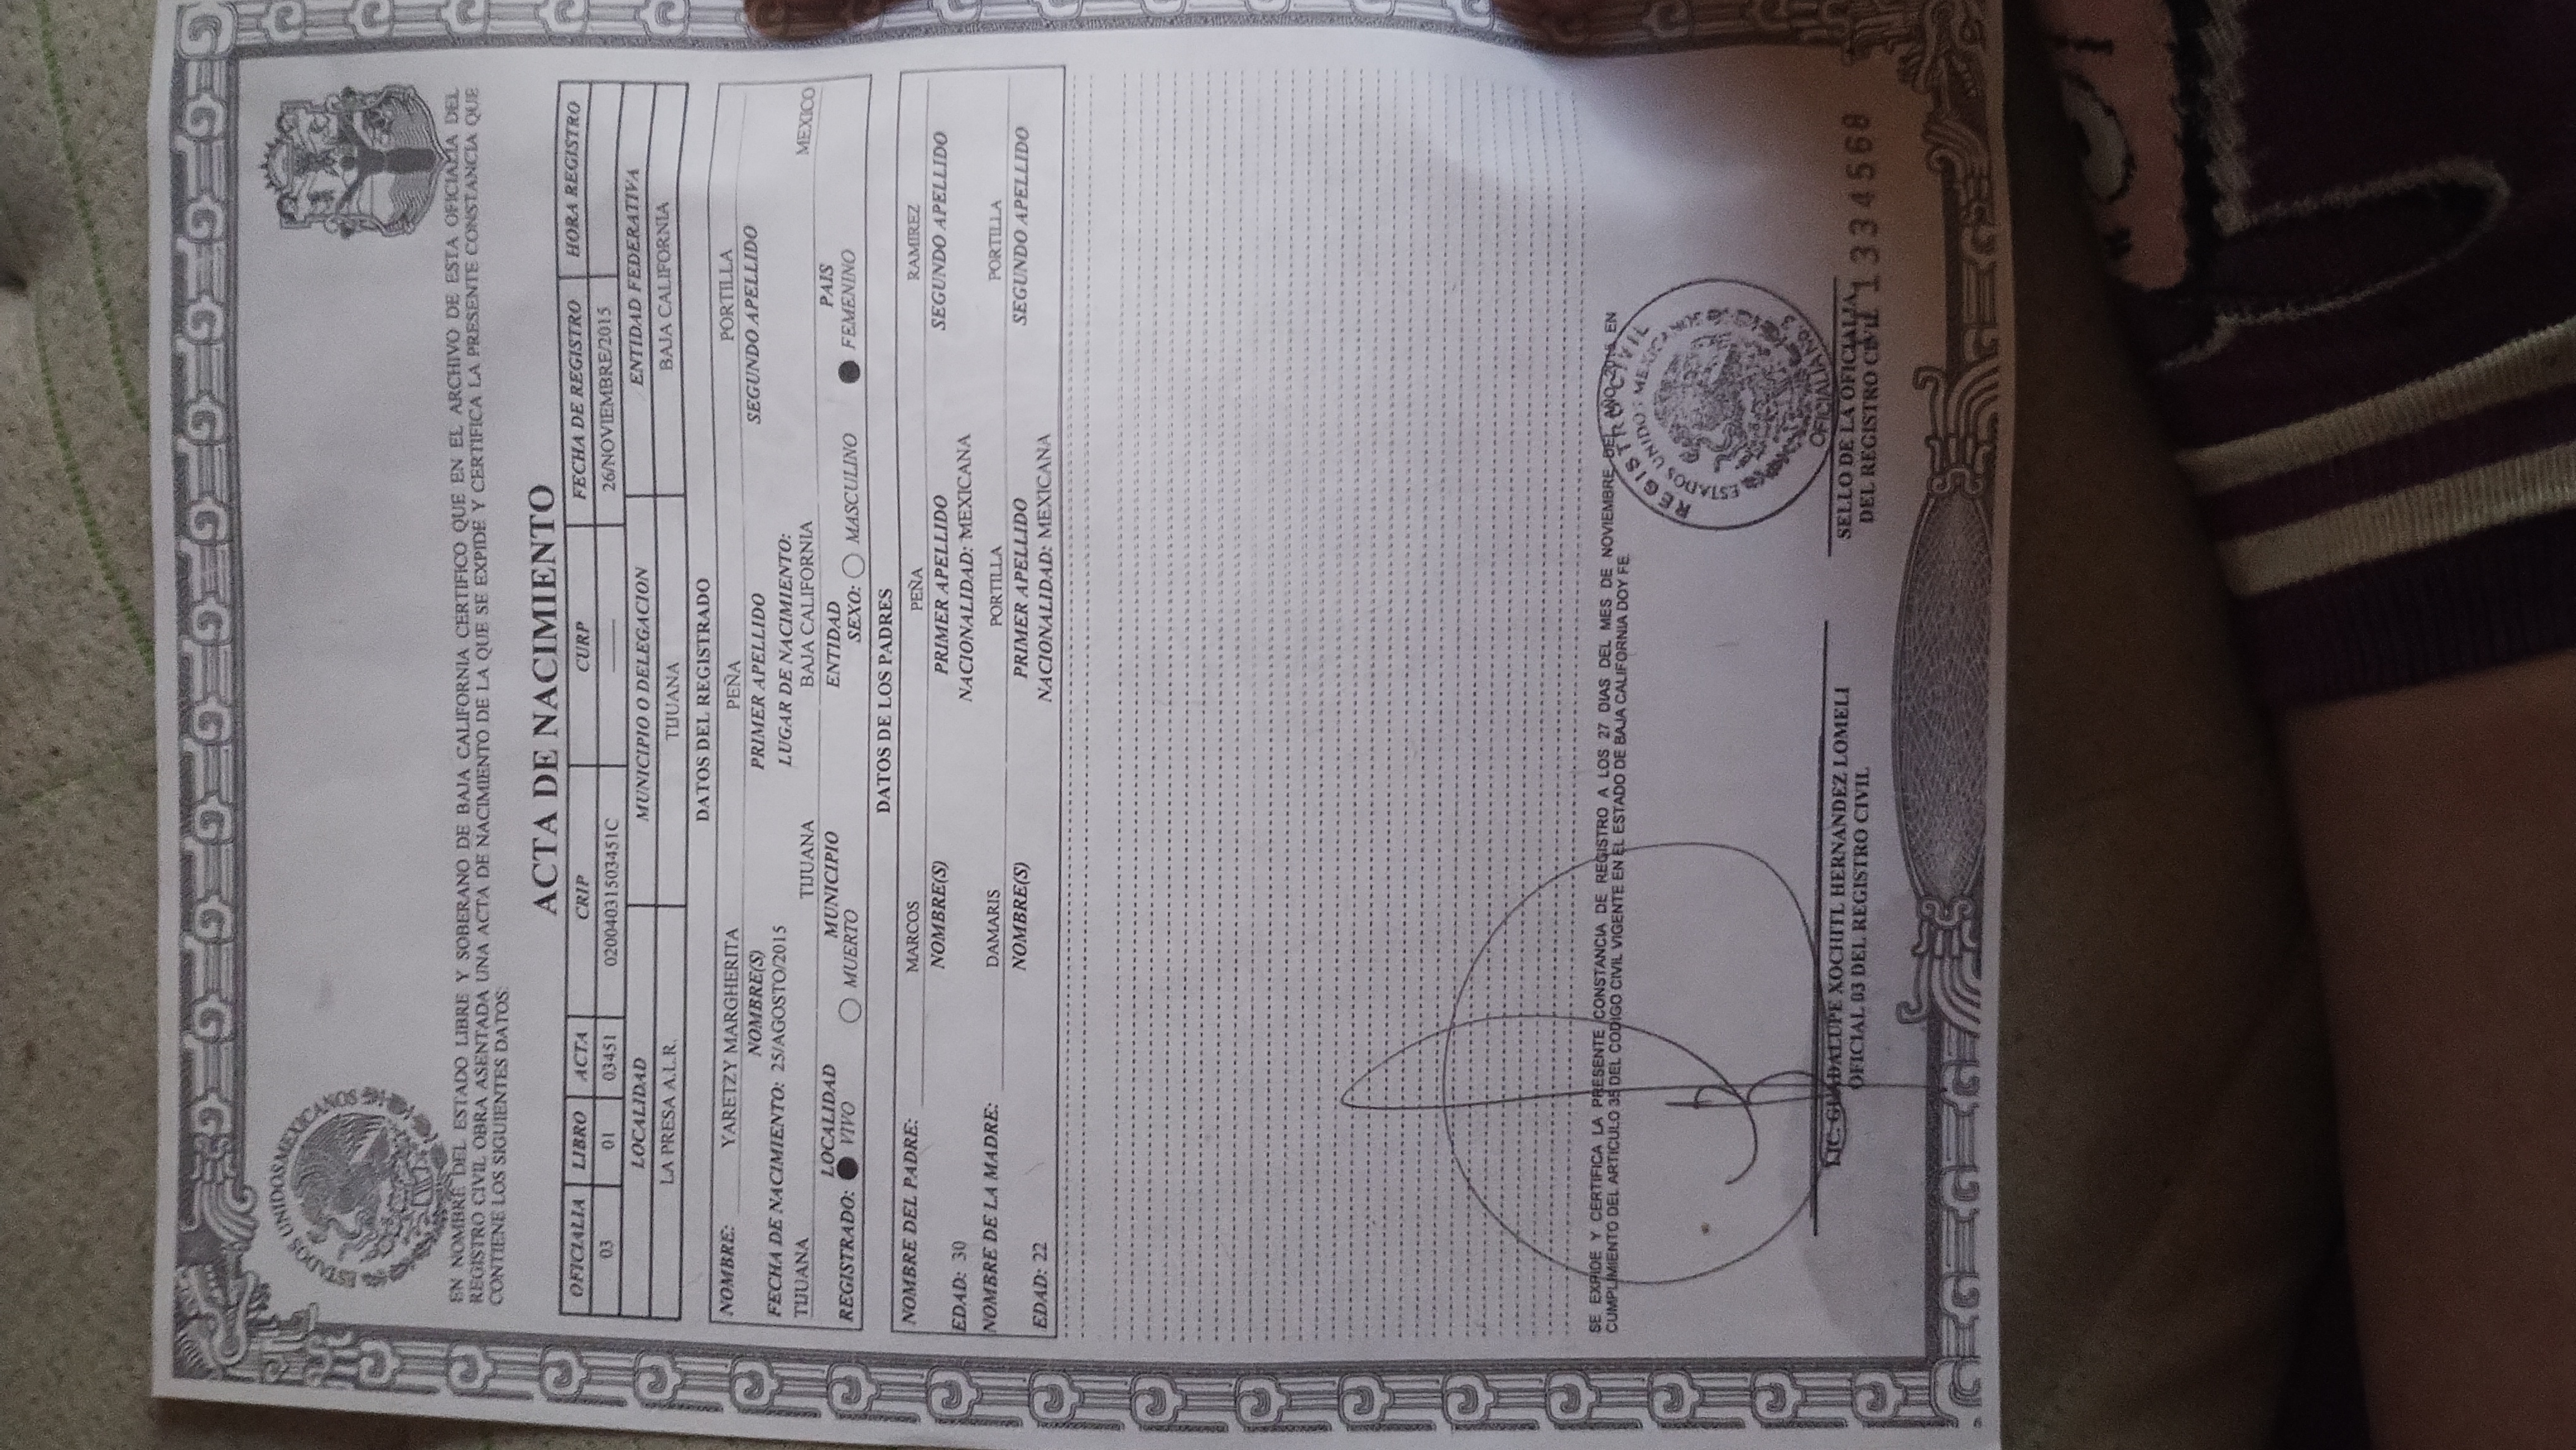 ESTADOS UNIDOS MEXICANOS
EN NOMBRE DEL ESTADO LIBRE Y SOBERANO DE BAJA CALIFORNIA CERTIFICO QUE EN EL ARCHIVO DE ESTA OFICIALIA DEL
REGISTRO CIVIL OBRA ASENTADA UNA ACTA DE NACIMIENTO DE LA QUE SE EXPIDE Y CERTIFICA LA PRESENTE CONSTANCIA QUE
CONTIENE LOS SIGUIENTES DATOS:
ACTA DE NACIMIENTO
OFICIALIA LIBRO ACTA CRIP CURP FECHA DE REGISTRO HORA REGISTRO
03 01 03451 02004031503451C 26/NOVIEMBRE/2015
LOCALIDAD MUNICIPIO O DELEGACION ENTIDAD FEDERATIVA
LA PRESA A.L.R. TIJUANA BAJA CALIFORNIA
DATOS DEL REGISTRADO
NOMBRE: YARETZY MARGHERITA PEÑA PORTILLA
NOMBRE(S) PRIMER APELLIDO SEGUNDO APELLIDO
FECHA DE NACIMIENTO: 25/AGOSTO/2015 LUGAR DE NACIMIENTO:
TIJUANA TIJUANA BAJA CALIFORNIA MEXICO
LOCALIDAD MUNICIPIO ENTIDAD PAIS
REGISTRADO: VIVO MUERTO SEXO: MASCULINO FEMENINO
DATOS DE LOS PADRES
NOMBRE DEL PADRE: MARCOS PEÑA RAMIREZ
NOMBRE(S) PRIMER APELLIDO SEGUNDO APELLIDO
EDAD: 30 NACIONALIDAD: MEXICANA
NOMBRE DE LA MADRE: DAMARIS PORTILLA PORTILLA
NOMBRE(S) PRIMER APELLIDO SEGUNDO APELLIDO
EDAD: 22 NACIONALIDAD: MEXICANA
SE EXPIDE Y CERTIFICA LA PRESENTE CONSTANCIA DE REGISTRO A LOS 27 DIAS DEL MES DE NOVIEMBRE DEL AÑO 2015 EN
CUMPLIMIENTO DEL ARTICULO 35 DEL CODIGO CIVIL VIGENTE EN EL ESTADO DE BAJA CALIFORNIA DOY FE
REGISTRO CIVIL
ESTADOS UNIDOS MEXICANOS
OFICIALIA No. 3
LIC. GUADALUPE XOCHITL HERNANDEZ LOMELI
OFICIAL 03 DEL REGISTRO CIVIL
SELLO DE LA OFICIALIA
DEL REGISTRO CIVIL
13334568